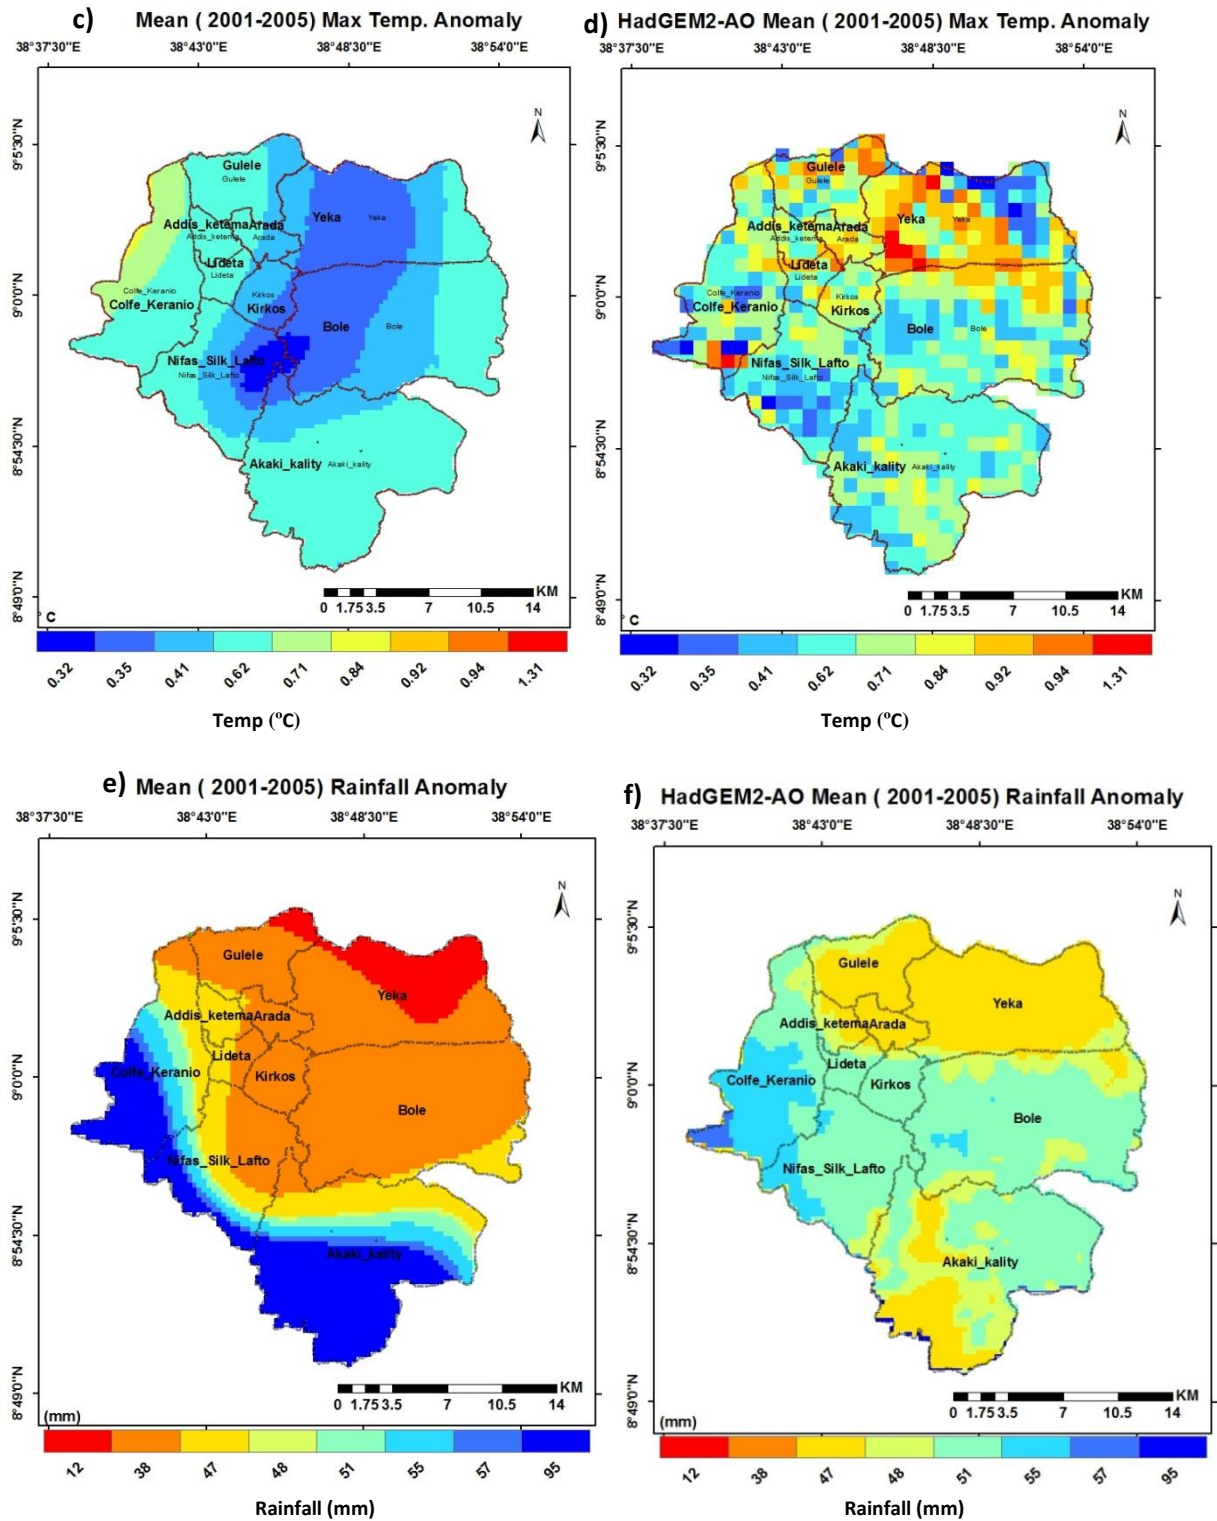 c) Mean ( 2001-2005) Max Temp. Anomaly
38°37'30"E 38°43'0"E 38°48'30"E 38°54'0"E
9°5'30"N
9°0'0"N
8°54'30"N
8°49'0"N
N
Gulele
Gulele
Yeka Yeka
Addis_ketema Arada
Addis_ketema Arada
Lideta
Lideta
Colfe_Keranio
Colfe_Keranio
Kirkos
Kirkos
Bole Bole
Nifas_Silk_Lafto
Nifas_Silk_Lafto
Akaki_kality Akaki_kality
KM
0 1.75 3.5 7 10.5 14
° C
0.32 0.35 0.41 0.62 0.71 0.84 0.92 0.94 1.31
Temp (°C)
d) HadGEM2-AO Mean ( 2001-2005) Max Temp. Anomaly
38°37'30"E 38°43'0"E 38°48'30"E 38°54'0"E
9°5'30"N
9°0'0"N
8°54'30"N
8°49'0"N
N
Gulele
Gulele
Yeka Yeka
Addis_ketema Arada
Addis_ketema Arada
Lideta
Lideta
Colfe_Keranio
Colfe_Keranio
Kirkos
Kirkos
Bole Bole
Nifas_Silk_Lafto
Nifas_Silk_Lafto
Akaki_kality Akaki_kality
KM
0 1.75 3.5 7 10.5 14
° C
0.32 0.35 0.41 0.62 0.71 0.84 0.92 0.94 1.31
Temp (°C)
e) Mean ( 2001-2005) Rainfall Anomaly
38°37'30"E 38°43'0"E 38°48'30"E 38°54'0"E
9°5'30"N
9°0'0"N
8°54'30"N
8°49'0"N
N
Gulele
Yeka
Addis_ketema Arada
Lideta
Colfe_Keranio
Kirkos
Bole
Nifas_Silk_Lafto
Akaki_kality
KM
0 1.75 3.5 7 10.5 14
(mm)
12 38 47 48 51 55 57 95
Rainfall (mm)
f) HadGEM2-AO Mean ( 2001-2005) Rainfall Anomaly
38°37'30"E 38°43'0"E 38°48'30"E 38°54'0"E
9°5'30"N
9°0'0"N
8°54'30"N
8°49'0"N
N
Gulele
Yeka
Addis_ketema Arada
Lideta
Colfe_Keranio
Kirkos
Bole
Nifas_Silk_Lafto
Akaki_kality
KM
0 1.75 3.5 7 10.5 14
(mm)
12 38 47 48 51 55 57 95
Rainfall (mm)